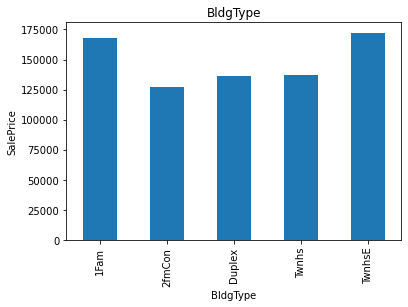 BldgType
175000
150000
125000
100000
75000
50000
25000
0
SalePrice
1Fam
2fmCon
Duplex
Twnhs
TwnhsE
BldgType